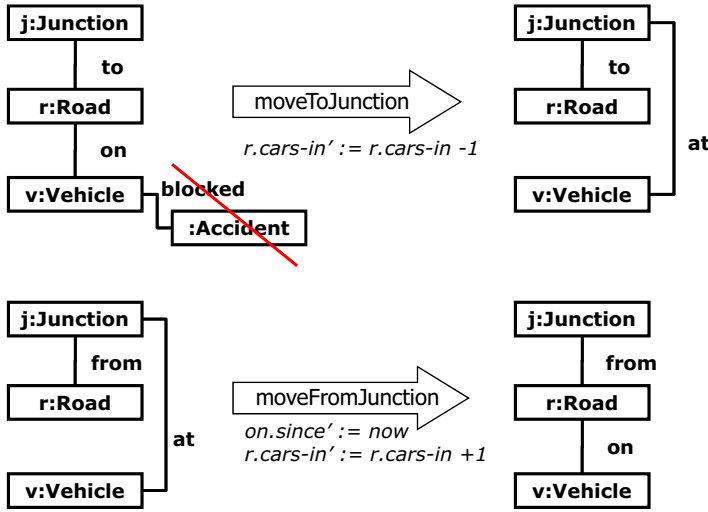 j:Junction
to
r:Road
on
v:Vehicle
blocked
:Accident
moveToJunction
r.cars-in' := r.cars-in -1
j:Junction
to
r:Road
at
v:Vehicle
j:Junction
from
r:Road
at
v:Vehicle
moveFromJunction
on.since' := now
r.cars-in' := r.cars-in +1
j:Junction
from
r:Road
on
v:Vehicle